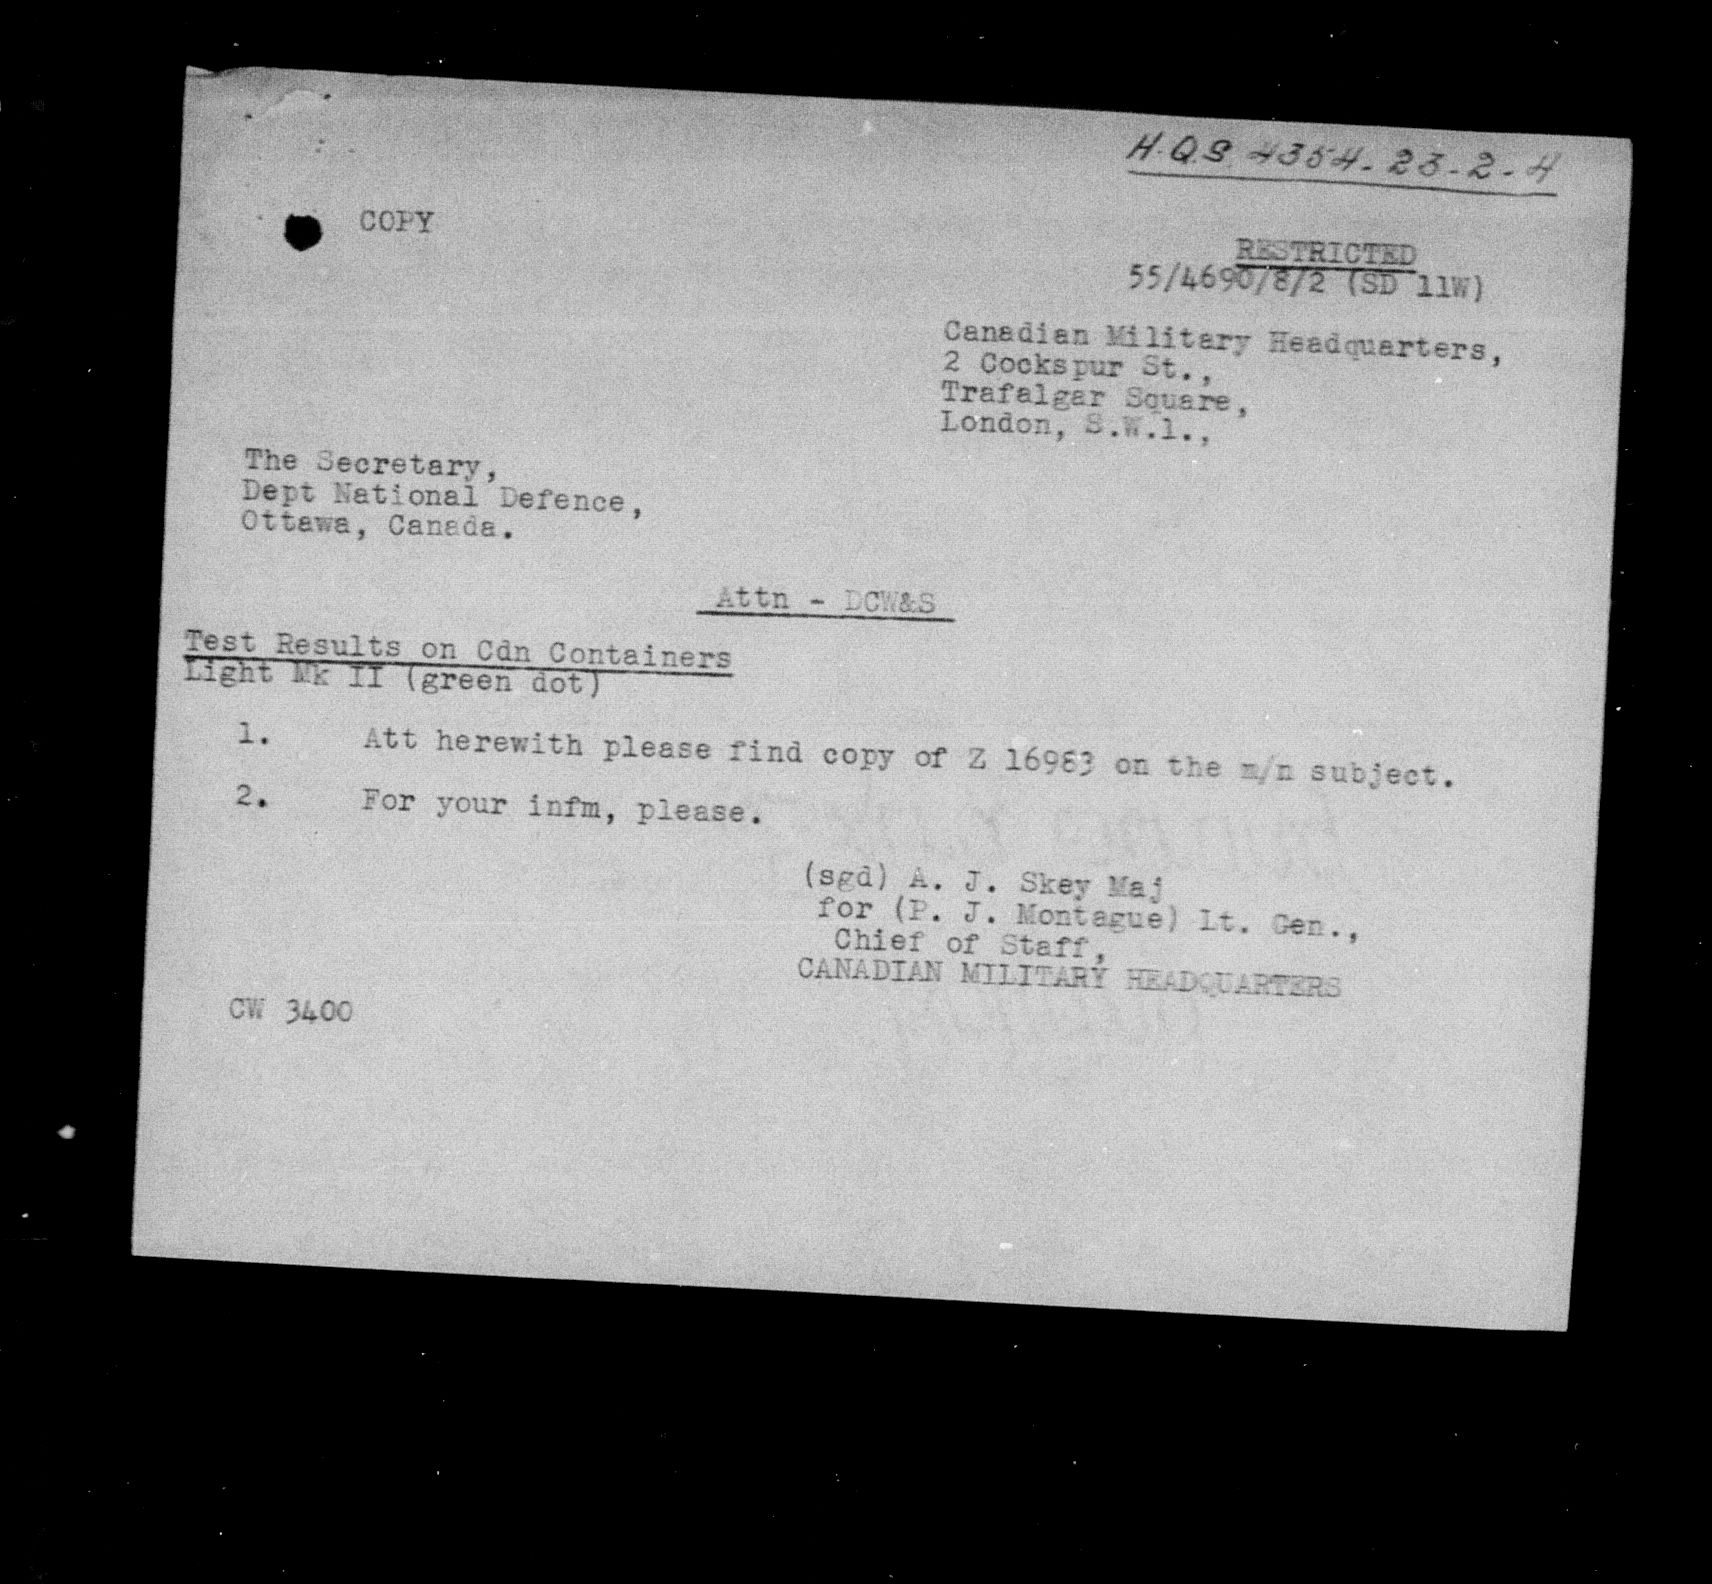 H.Q.S. 4354-23-2-4
COPY
RESTRICTED
55/4690/8/2 (SD 11W)
Canadian Military Headquarters,
2 Cockspur St.,
Trafalgar Square,
London, S.W.1.,
The Secretary,
Dept National Defence,
Ottawa, Canada.
Attn - DCW&S
Test Results on Cdn Containers
Light Mk II (green dot)
1. Att herewith please find copy of Z 16963 on the m/n subject.
2. For your infm, please.
(sgd) A. J. Skey Maj
for (P. J. Montague) Lt. Gen.,
Chief of Staff,
CANADIAN MILITARY HEADQUARTERS
CW 3400